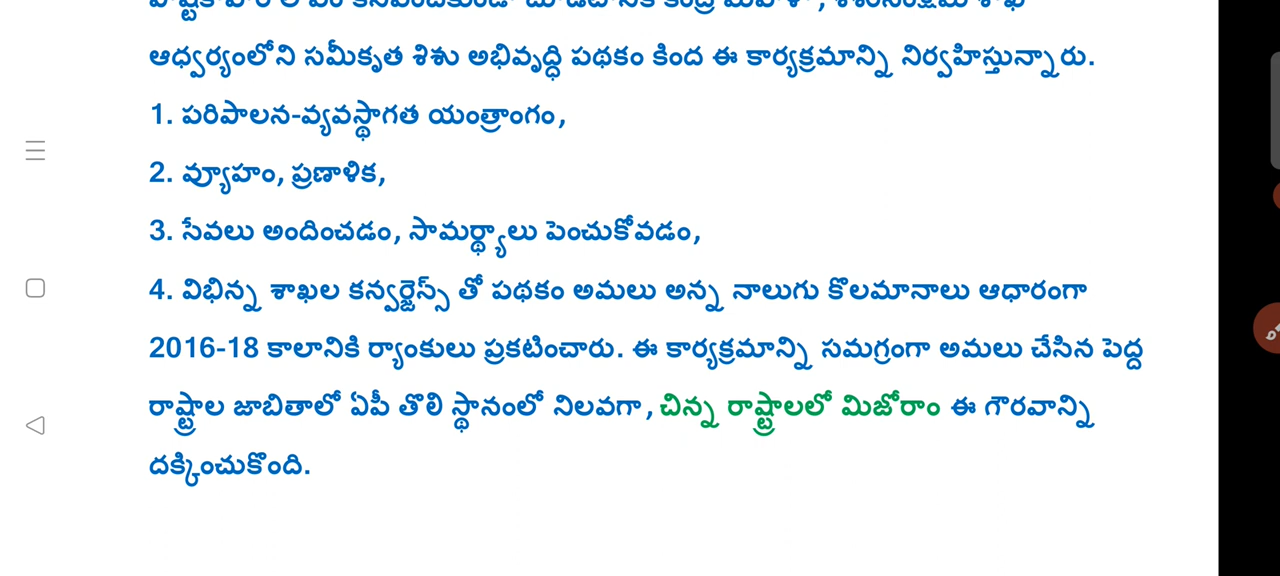 ఆధ్వర్యంలోని సమీకృత శిశు అభివృద్ధి పథకం కింద ఈ కార్యక్రమాన్ని నిర్వహిస్తున్నారు.
1. పరిపాలన-వ్యవస్థాగత యంత్రాంగం,
2. వ్యూహం, ప్రణాళిక,
3. సేవలు అందించడం, సామర్థ్యాలు పెంచుకోవడం,
4. విభిన్న శాఖల కన్వర్జెన్స్ తో పథకం అమలు అన్న నాలుగు కొలమానాలు ఆధారంగా
2016-18 కాలానికి ర్యాంకులు ప్రకటించారు. ఈ కార్యక్రమాన్ని సమగ్రంగా అమలు చేసిన పెద్ద
రాష్ట్రాల జాబితాలో ఏపీ తొలి స్థానంలో నిలవగా, చిన్న రాష్ట్రాలలో మిజోరాం ఈ గౌరవాన్ని
దక్కించుకొంది.